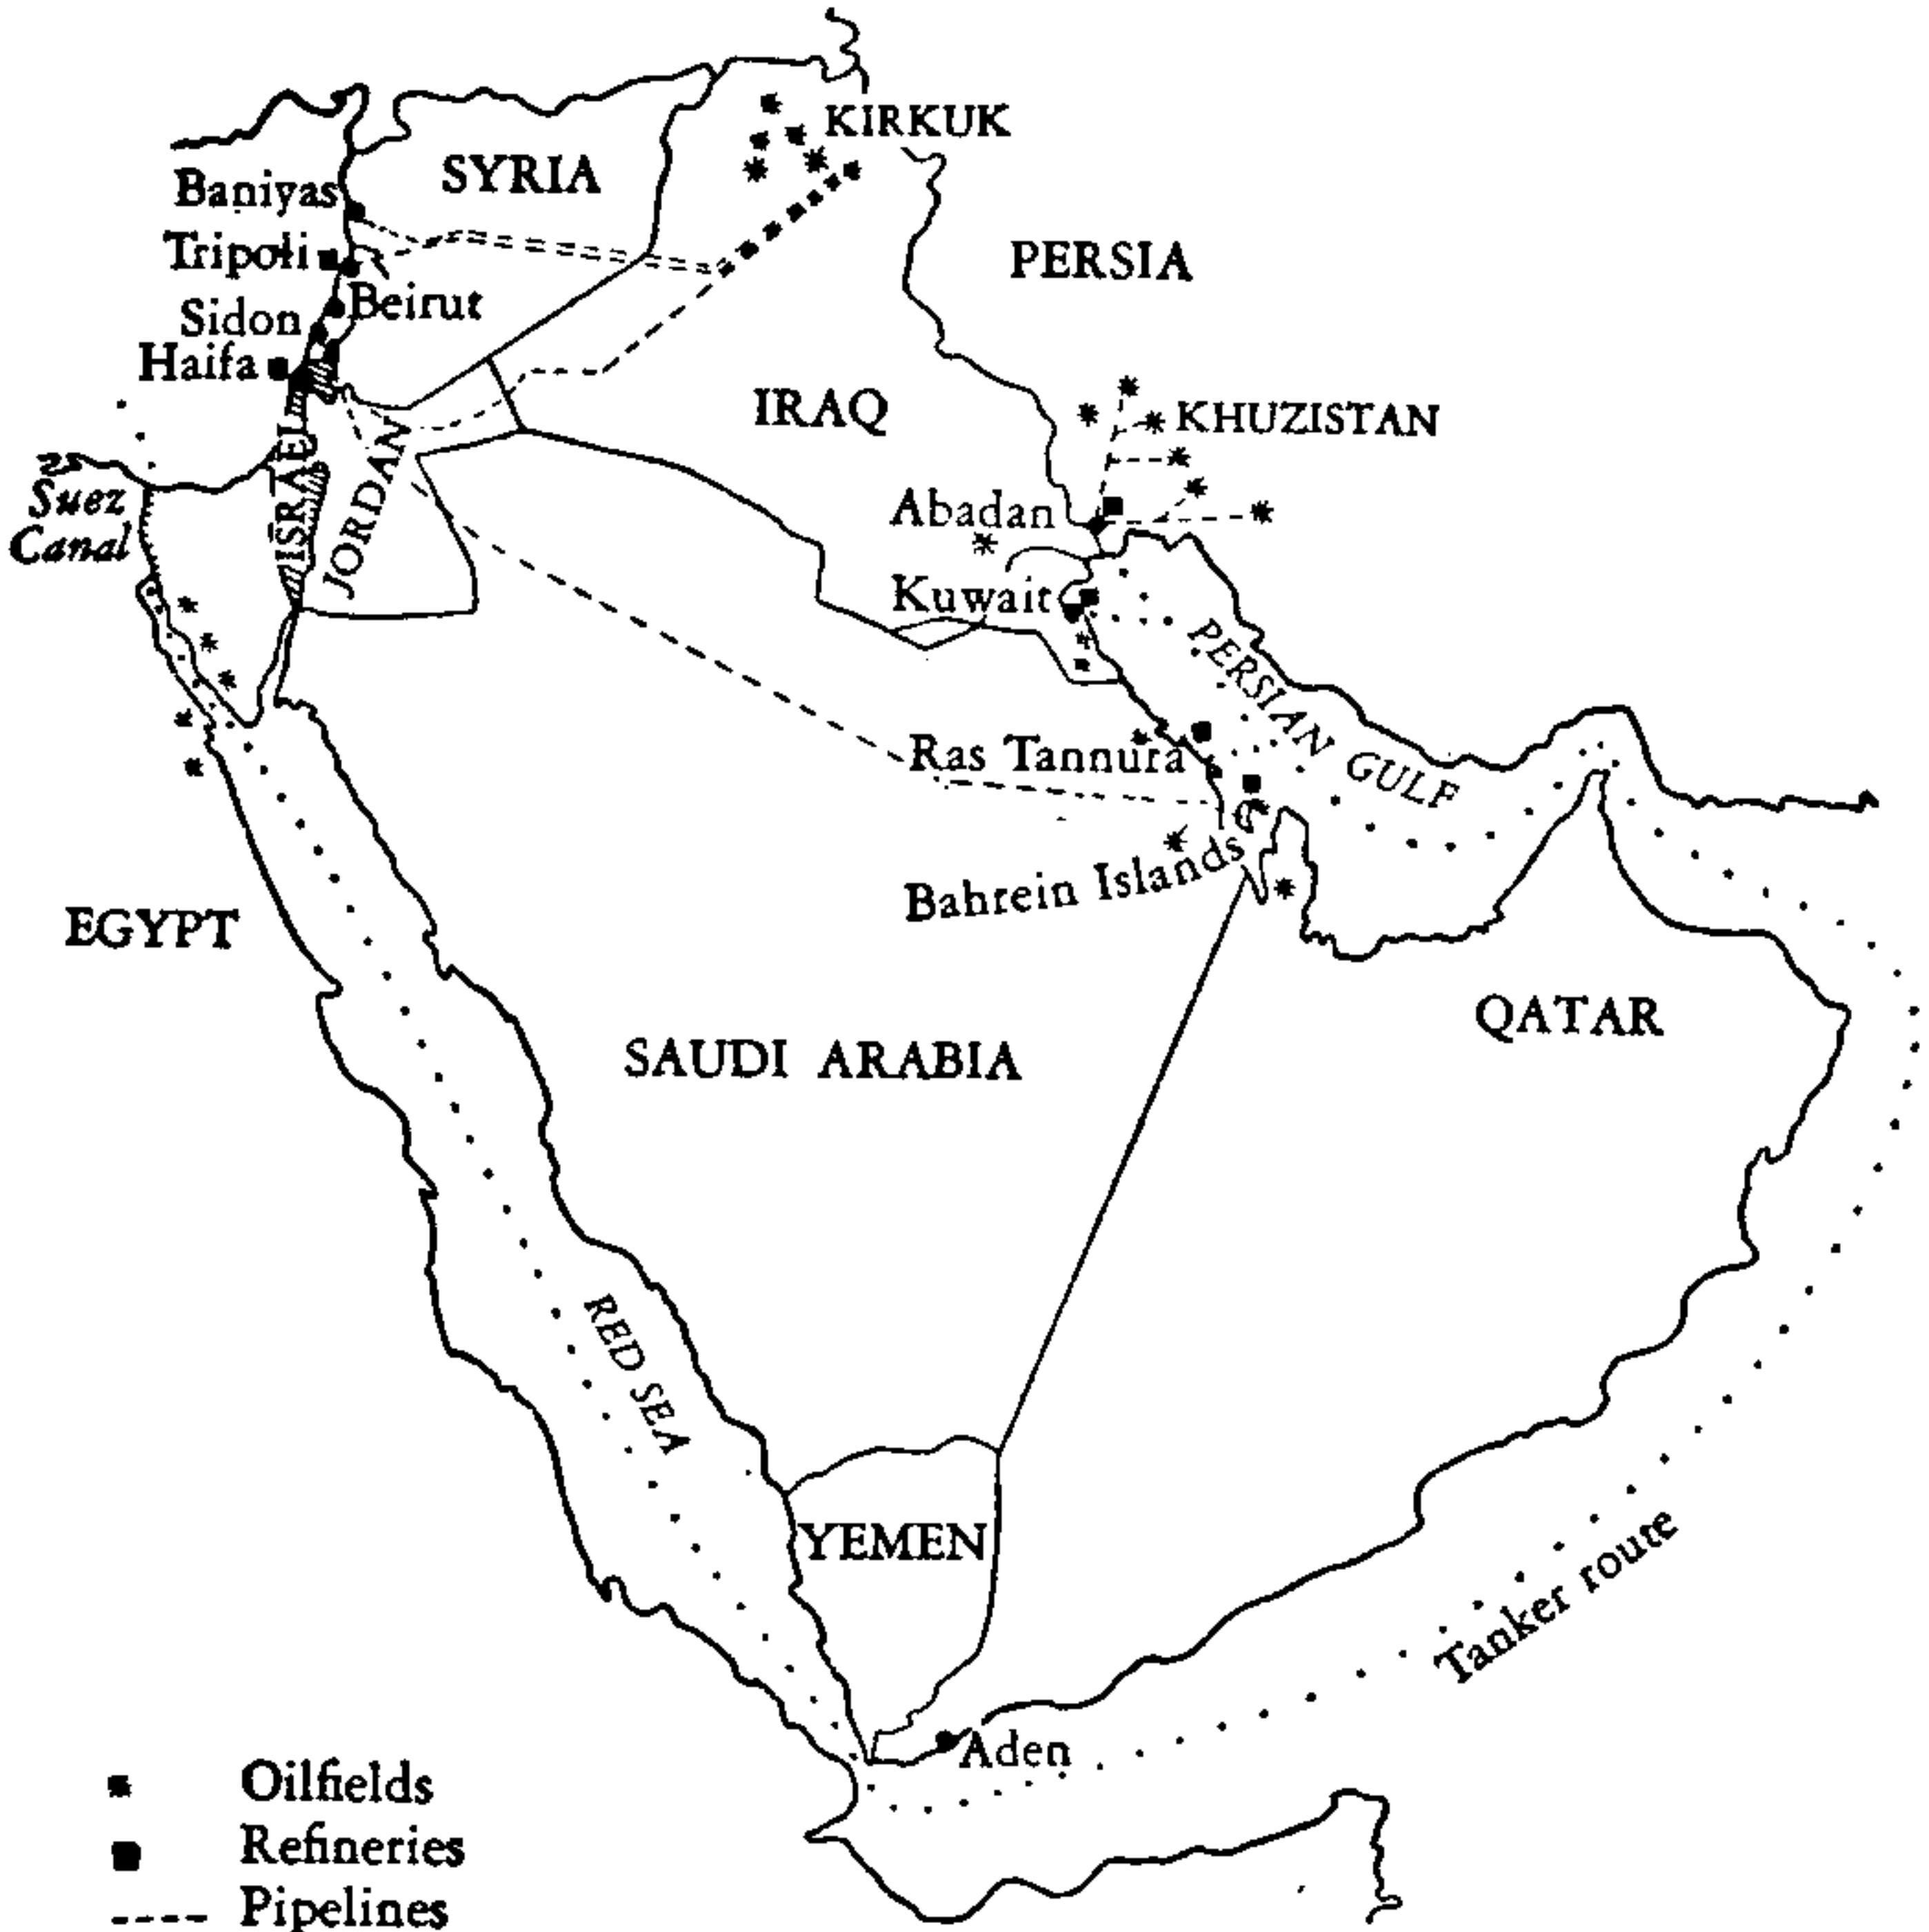 KIRKUK
SYRIA
Baniyas
PERSIA
Tripoli
Beirut
Sidon
Haifa
IRAQ
KHUZISTAN
ISRAEL
JORDAN
Suez
Canal
Abadan
Kuwait
PERSIAN GULF
Ras Tannura
Bahrein Islands
EGYPT
QATAR
SAUDI ARABIA
RED SEA
YEMEN
Tanker route
Aden
Oilfields
Refineries
Pipelines